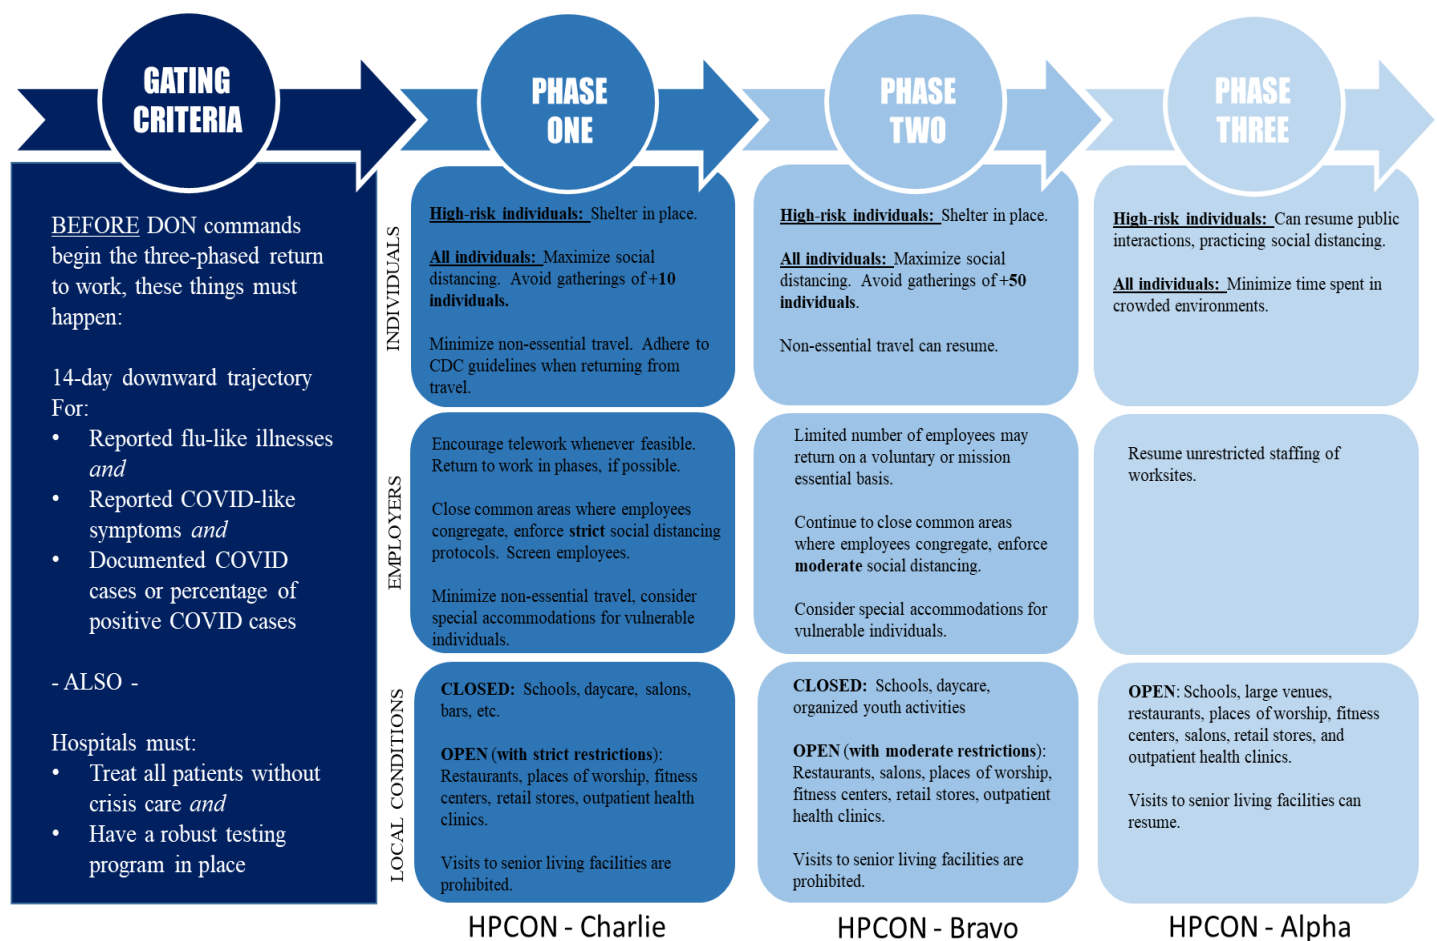 GATING
CRITERIA
BEFORE DON commands
begin the three-phased return
to work, these things must
happen:
14-day downward trajectory
For:
• Reported flu-like illnesses
and
• Reported COVID-like
symptoms and
• Documented COVID
cases or percentage of
positive COVID cases
- ALSO -
Hospitals must:
• Treat all patients without
crisis care and
• Have a robust testing
program in place
PHASE
ONE
PHASE
TWO
PHASE
THREE
INDIVIDUALS
High-risk individuals: Shelter in place.
All individuals: Maximize social
distancing. Avoid gatherings of +10
individuals.
Minimize non-essential travel. Adhere to
CDC guidelines when returning from
travel.
High-risk individuals: Shelter in place.
All individuals: Maximize social
distancing. Avoid gatherings of +50
individuals.
Non-essential travel can resume.
High-risk individuals: Can resume public
interactions, practicing social distancing.
All individuals: Minimize time spent in
crowded environments.
EMPLOYERS
Encourage telework whenever feasible.
Return to work in phases, if possible.
Close common areas where employees
congregate, enforce strict social distancing
protocols. Screen employees.
Minimize non-essential travel, consider
special accommodations for vulnerable
individuals.
Limited number of employees may
return on a voluntary or mission
essential basis.
Continue to close common areas
where employees congregate, enforce
moderate social distancing.
Consider special accommodations for
vulnerable individuals.
Resume unrestricted staffing of
worksites.
LOCAL CONDITIONS
CLOSED: Schools, daycare, salons,
bars, etc.
OPEN (with strict restrictions):
Restaurants, places of worship, fitness
centers, retail stores, outpatient health
clinics.
Visits to senior living facilities are
prohibited.
CLOSED: Schools, daycare,
organized youth activities
OPEN (with moderate restrictions):
Restaurants, salons, places of worship,
fitness centers, retail stores, outpatient
health clinics.
Visits to senior living facilities are
prohibited.
OPEN: Schools, large venues,
restaurants, places of worship, fitness
centers, salons, retail stores, and
outpatient health clinics.
Visits to senior living facilities can
resume.
HPCON - Charlie
HPCON - Bravo
HPCON - Alpha